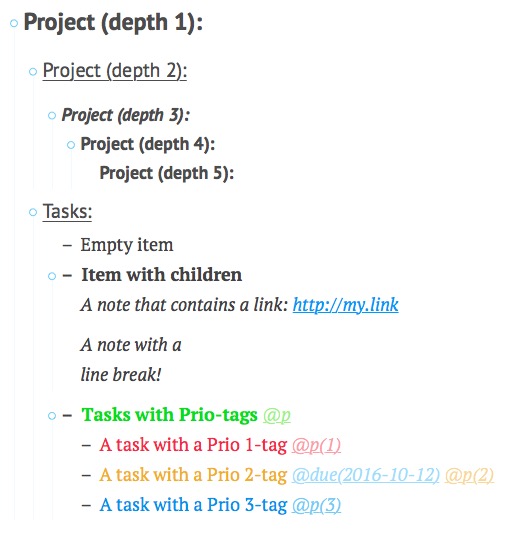 Project (depth 1):
Project (depth 2):
Project (depth 3):
Project (depth 4):
Project (depth 5):
Tasks:
– Empty item
– Item with children
A note that contains a link: http://my.link
A note with a
line break!
– Tasks with Prio-tags @p
– A task with a Prio 1-tag @p(1)
– A task with a Prio 2-tag @due(2016-10-12) @p(2)
– A task with a Prio 3-tag @p(3)